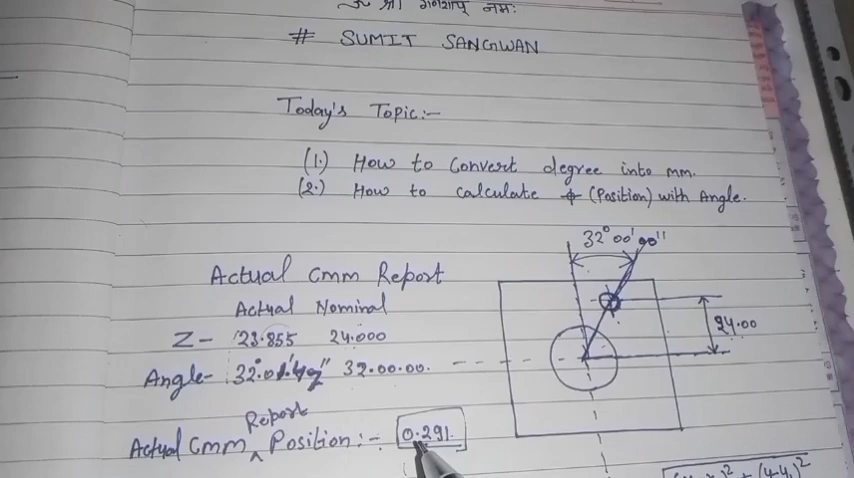 ॐ श्री गणेशाय नमः
# SUMIT SANGWAN
Today's Topic:-
(1.) How to Convert degree into mm.
(2.) How to calculate ⌖ (Position) with Angle.
32° 00' 00"
Actual Cmm Report
Actual Nominal
Z- 23.855 24.000
24.00
Angle- 32.00.00.
Report
Actual Cmm ^ Position:- 0.291.